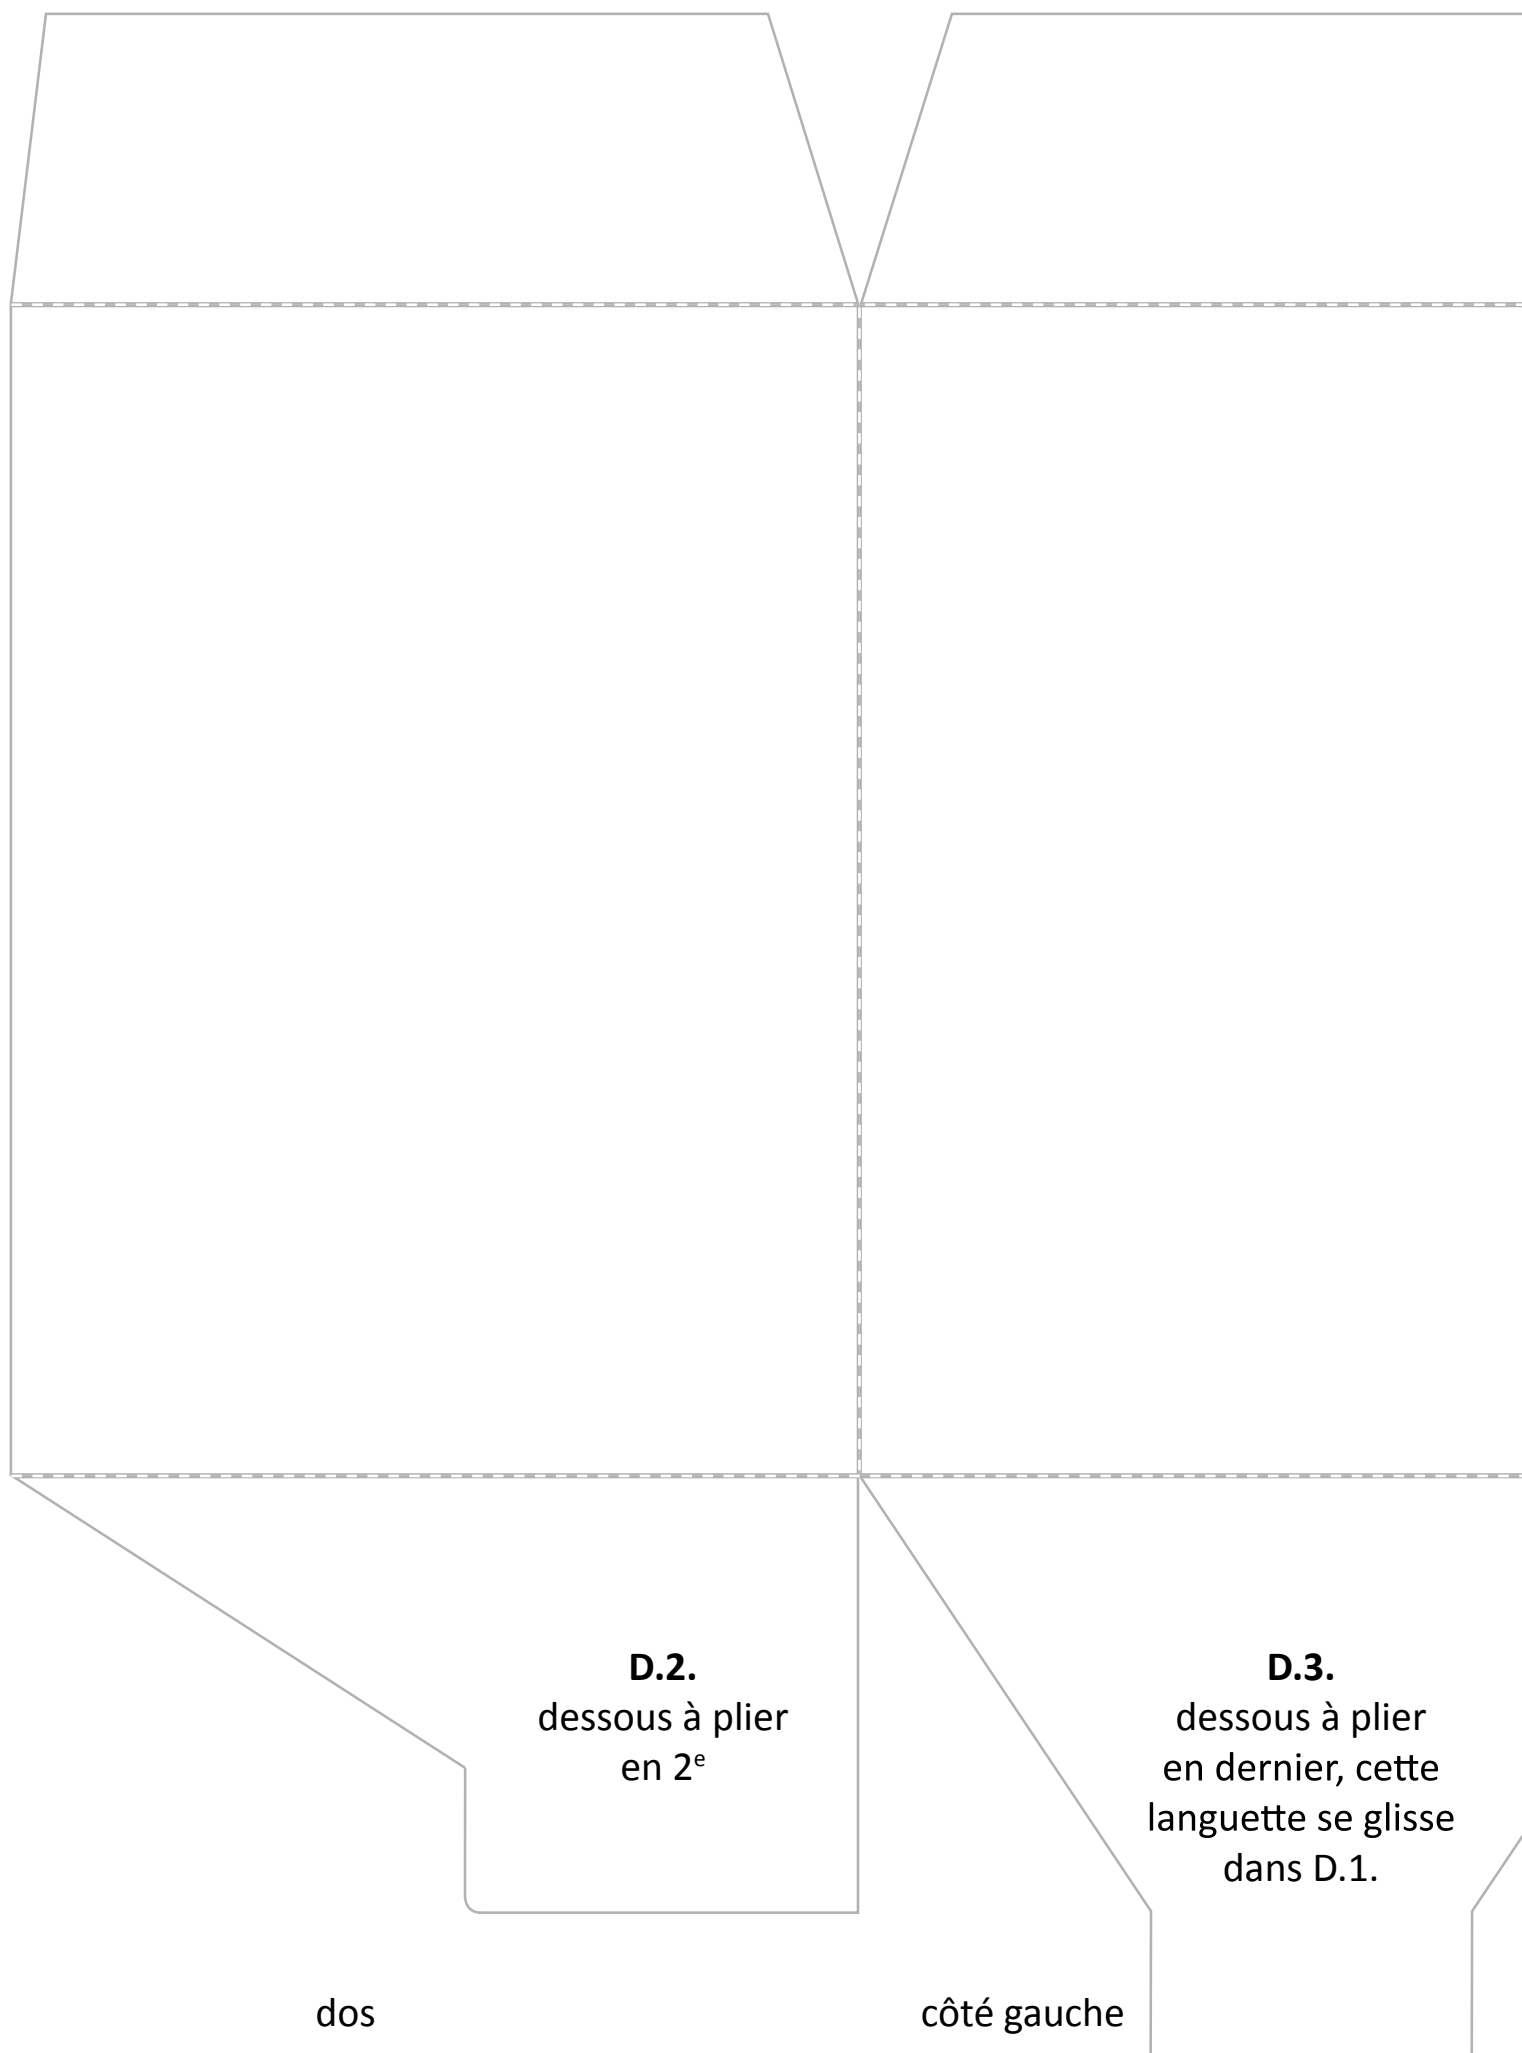 D.2.
dessous à plier
en 2ᵉ
D.3.
dessous à plier
en dernier, cette
languette se glisse
dans D.1.
dos
côté gauche